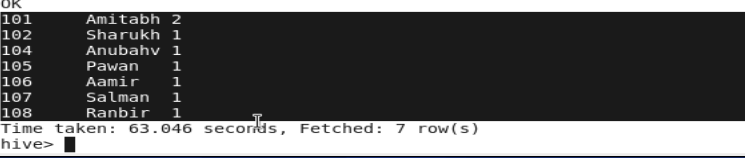 OK
101 Amitabh 2
102 Sharukh 1
104 Anubahv 1
105 Pawan 1
106 Aamir 1
107 Salman 1
108 Ranbir 1
Time taken: 63.046 seconds, Fetched: 7 row(s)
hive>